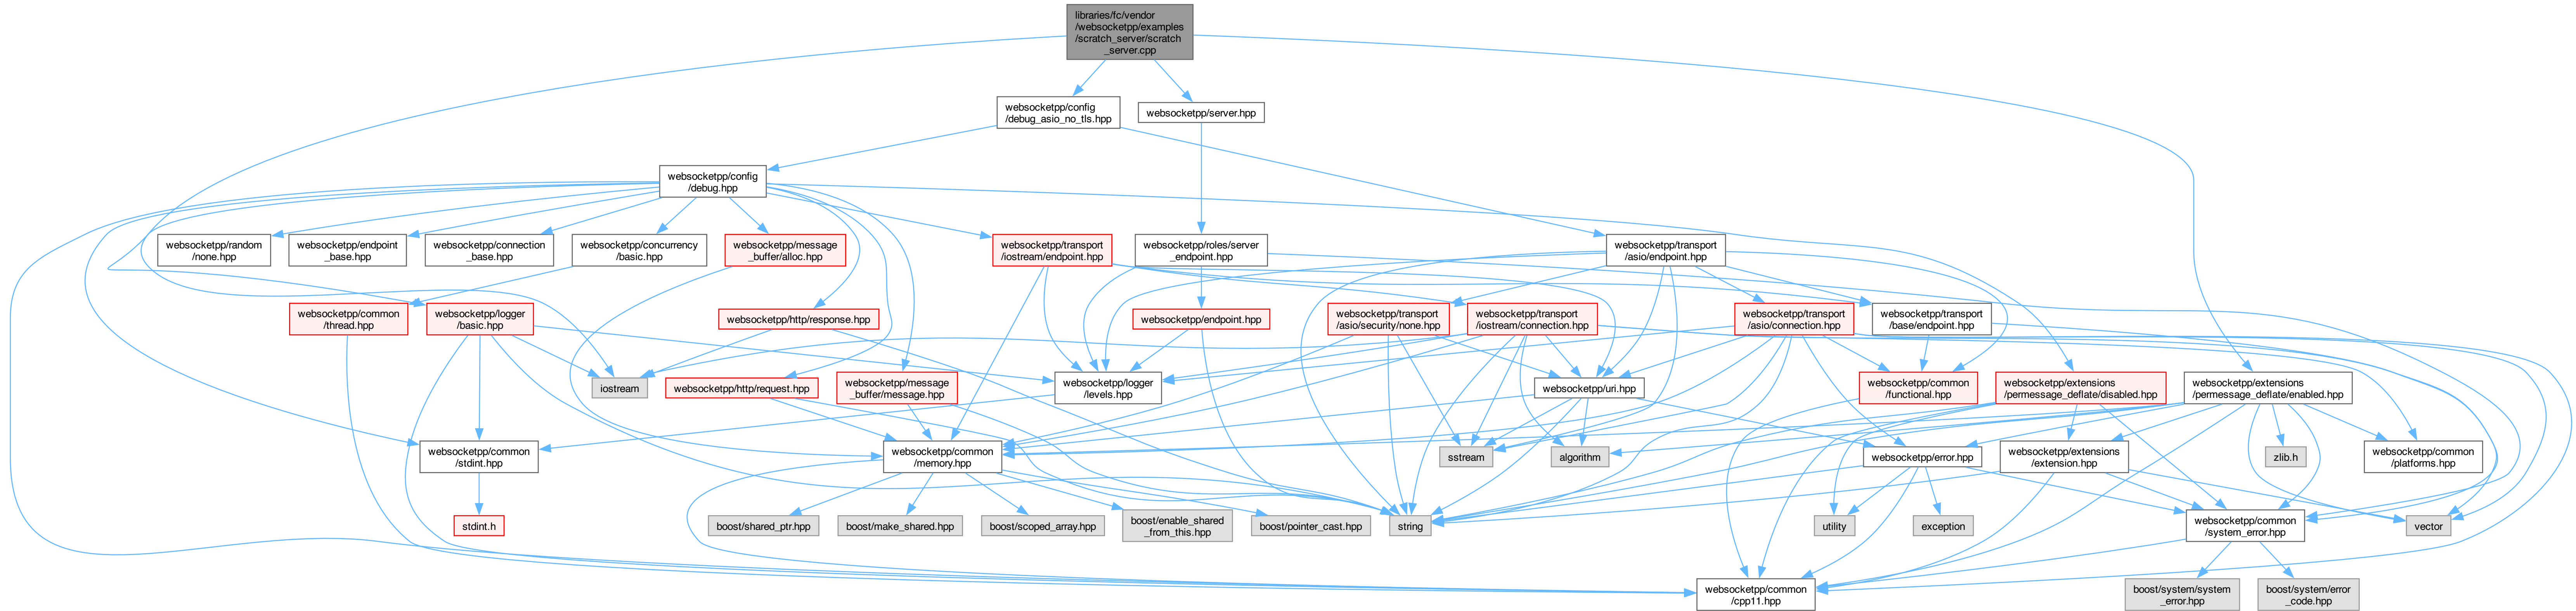 libraries/fc/vendor
/websocketpp/examples
/scratch_server/scratch
_server.cpp
websocketpp/config
/debug_asio_no_tls.hpp
websocketpp/server.hpp
websocketpp/config
/debug.hpp
websocketpp/random
/none.hpp
websocketpp/endpoint
_base.hpp
websocketpp/connection
_base.hpp
websocketpp/concurrency
/basic.hpp
websocketpp/message
_buffer/alloc.hpp
websocketpp/transport
/iostream/endpoint.hpp
websocketpp/roles/server
_endpoint.hpp
websocketpp/transport
/asio/endpoint.hpp
websocketpp/common
/thread.hpp
websocketpp/logger
/basic.hpp
websocketpp/http/response.hpp
websocketpp/endpoint.hpp
websocketpp/transport
/asio/security/none.hpp
websocketpp/transport
/iostream/connection.hpp
websocketpp/transport
/asio/connection.hpp
websocketpp/transport
/base/endpoint.hpp
iostream
websocketpp/http/request.hpp
websocketpp/message
_buffer/message.hpp
websocketpp/logger
/levels.hpp
websocketpp/uri.hpp
websocketpp/common
/functional.hpp
websocketpp/extensions
/permessage_deflate/disabled.hpp
websocketpp/extensions
/permessage_deflate/enabled.hpp
websocketpp/common
/stdint.hpp
websocketpp/common
/memory.hpp
sstream
algorithm
websocketpp/error.hpp
websocketpp/extensions
/extension.hpp
zlib.h
websocketpp/common
/platforms.hpp
stdint.h
boost/shared_ptr.hpp
boost/make_shared.hpp
boost/scoped_array.hpp
boost/enable_shared
_from_this.hpp
boost/pointer_cast.hpp
string
utility
exception
websocketpp/common
/system_error.hpp
vector
websocketpp/common
/cpp11.hpp
boost/system/system
_error.hpp
boost/system/error
_code.hpp